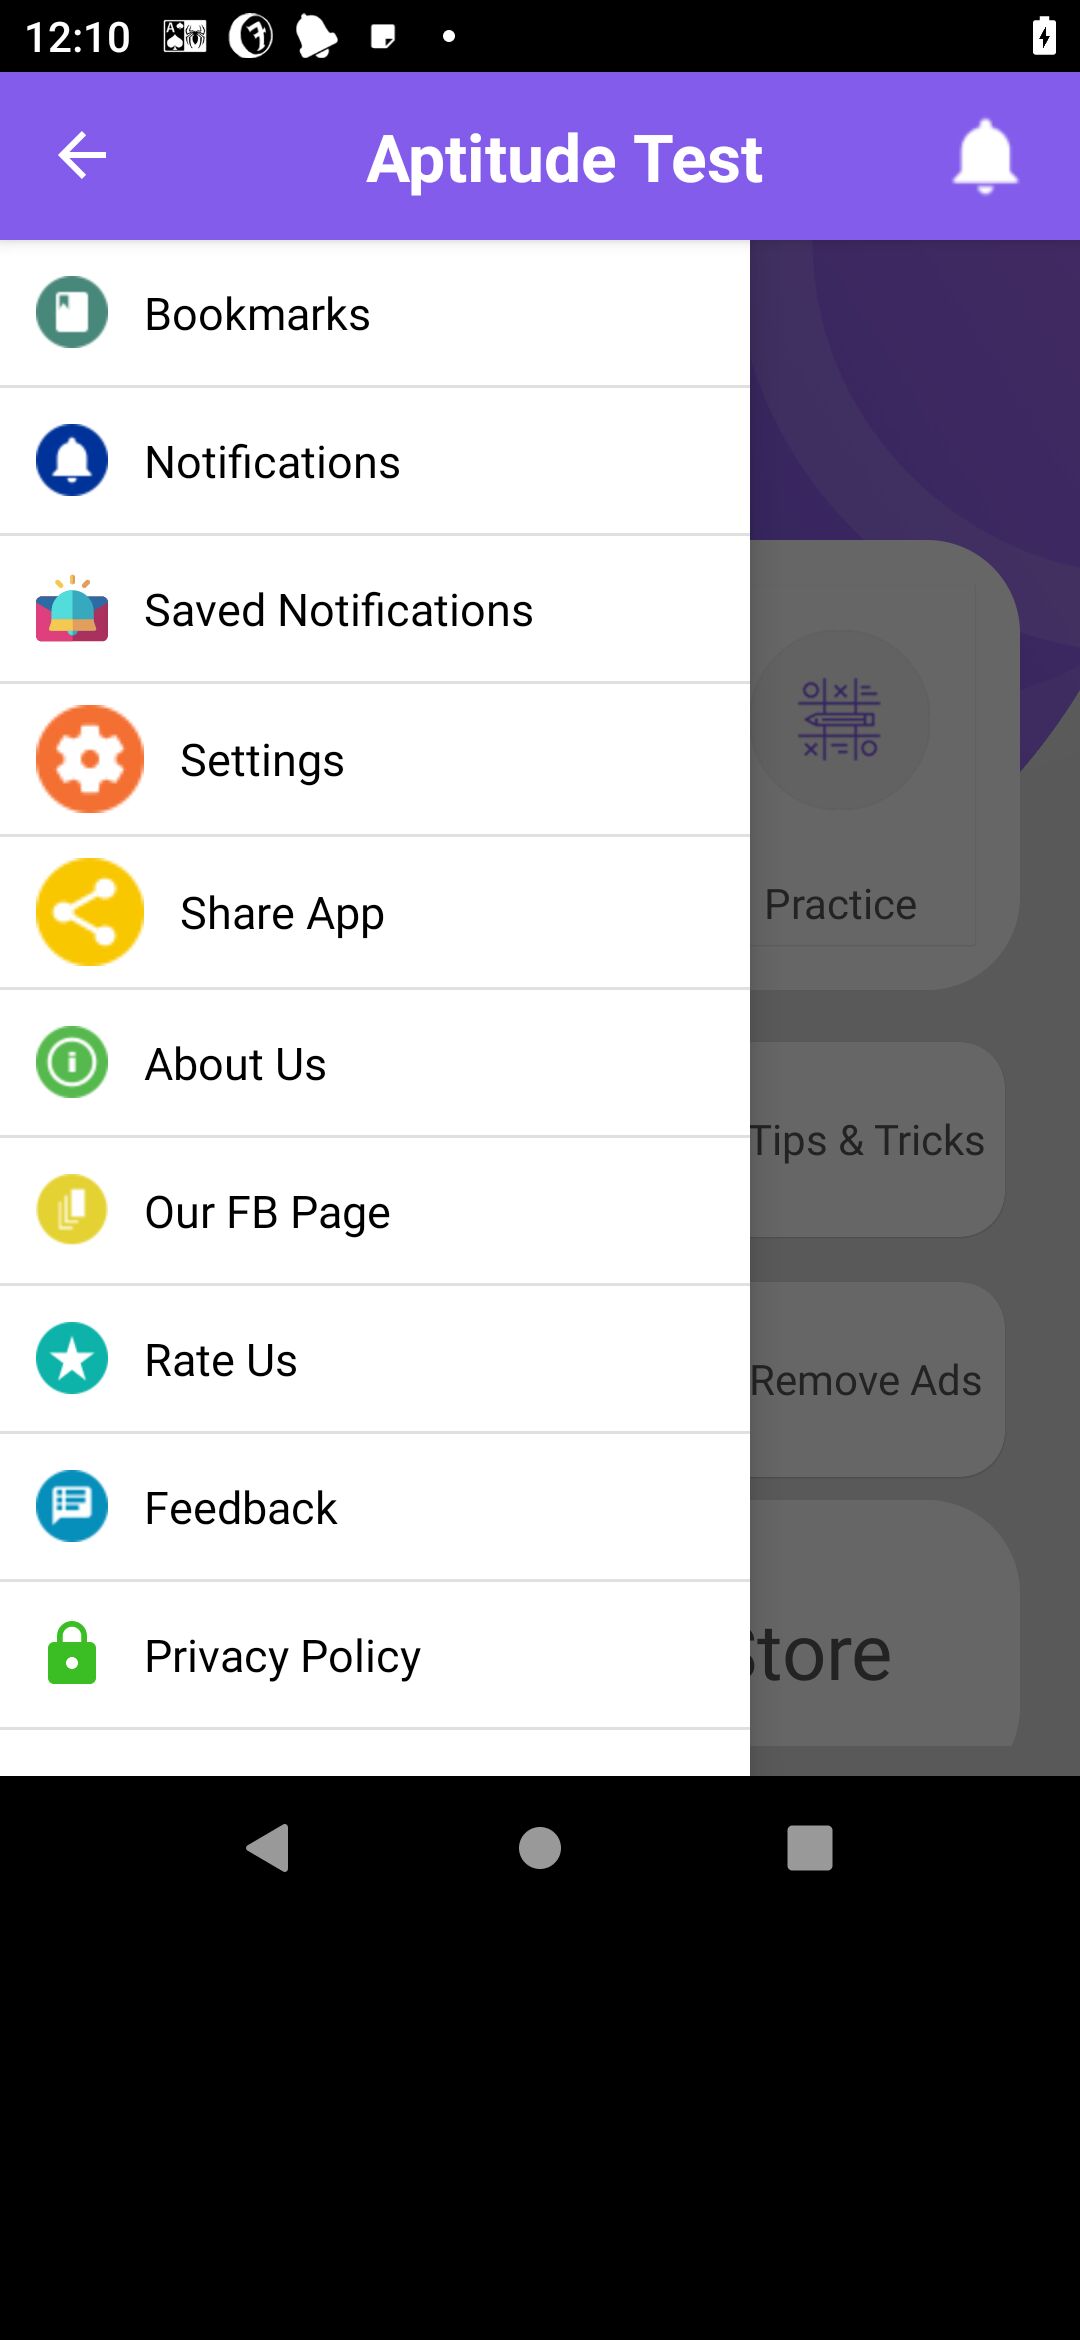 12:10
Aptitude Test
Bookmarks
Notifications
Saved Notifications
Settings
Share App
About Us
Our FB Page
Rate Us
Feedback
Privacy Policy
Practice
Tips & Tricks
Remove Ads
Store